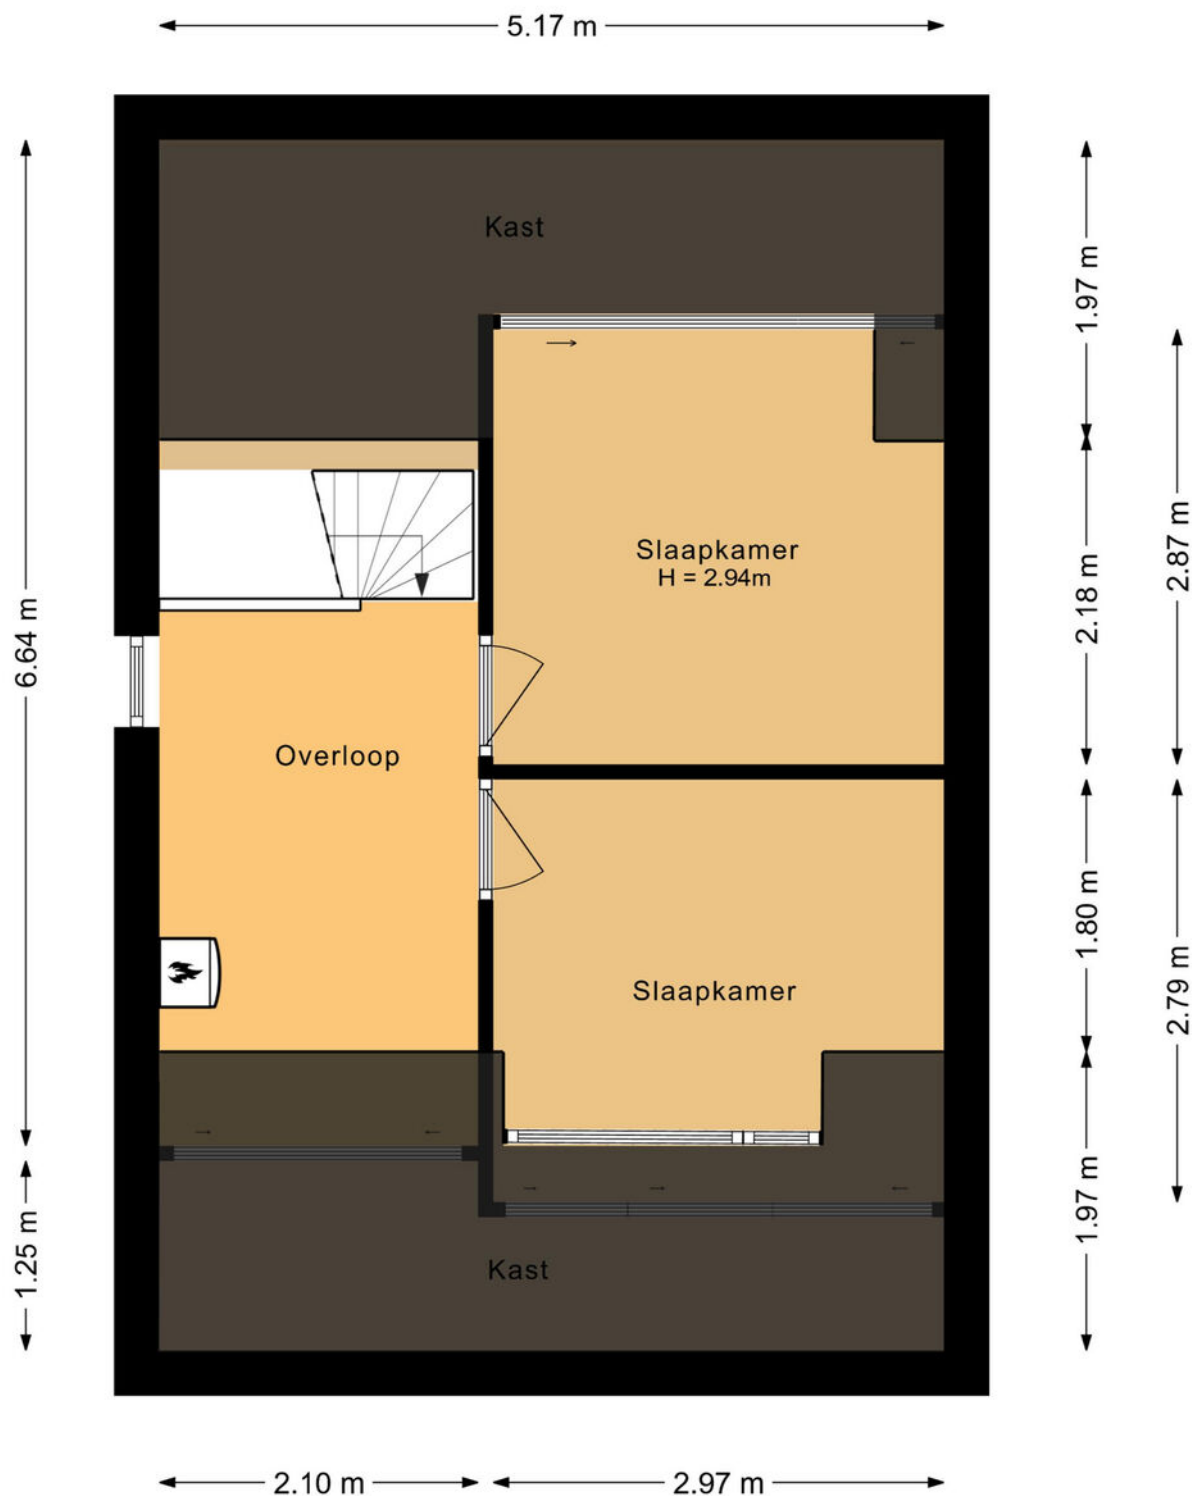 5.17 m
Kast
1.97 m
Slaapkamer
H = 2.94m
2.87 m
2.18 m
6.64 m
Overloop
1.80 m
Slaapkamer
2.79 m
1.97 m
1.25 m
Kast
2.10 m
2.97 m